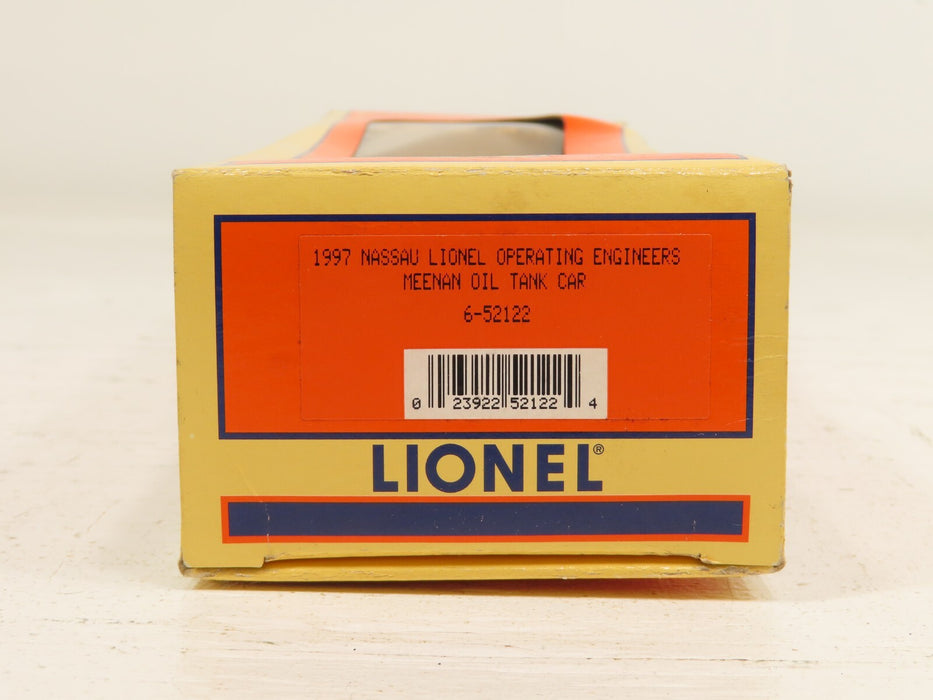 1997 NASSAU LIONEL OPERATING ENGINEERS
MEENAN OIL TANK CAR
6-52122
0 23922 52122 4
LIONEL®